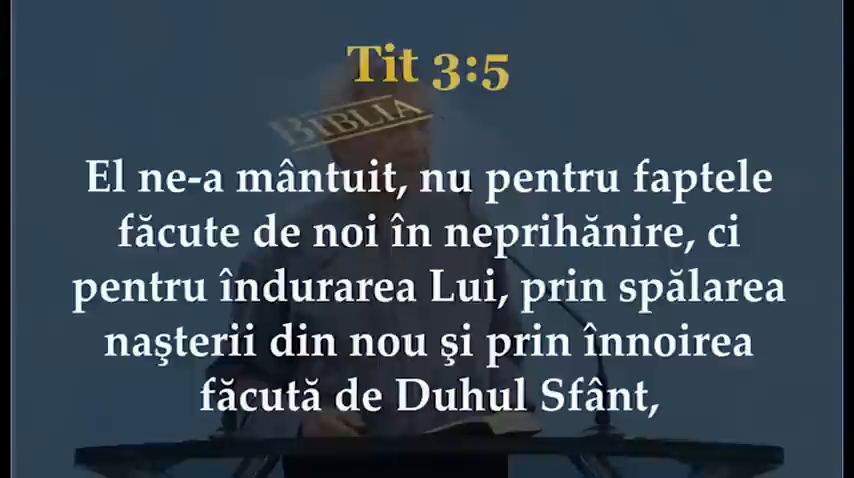 Tit 3:5
BIBLIA
El ne-a mântuit, nu pentru faptele
făcute de noi în neprihănire, ci
pentru îndurarea Lui, prin spălarea
naşterii din nou şi prin înnoirea
făcută de Duhul Sfânt,